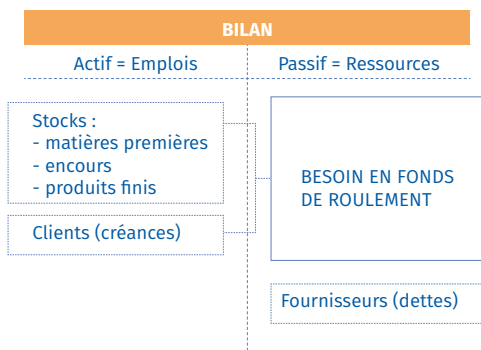 BILAN
Actif = Emplois
Passif = Ressources
Stocks :
- matières premières
- encours
- produits finis
Clients (créances)
BESOIN EN FONDS
DE ROULEMENT
Fournisseurs (dettes)